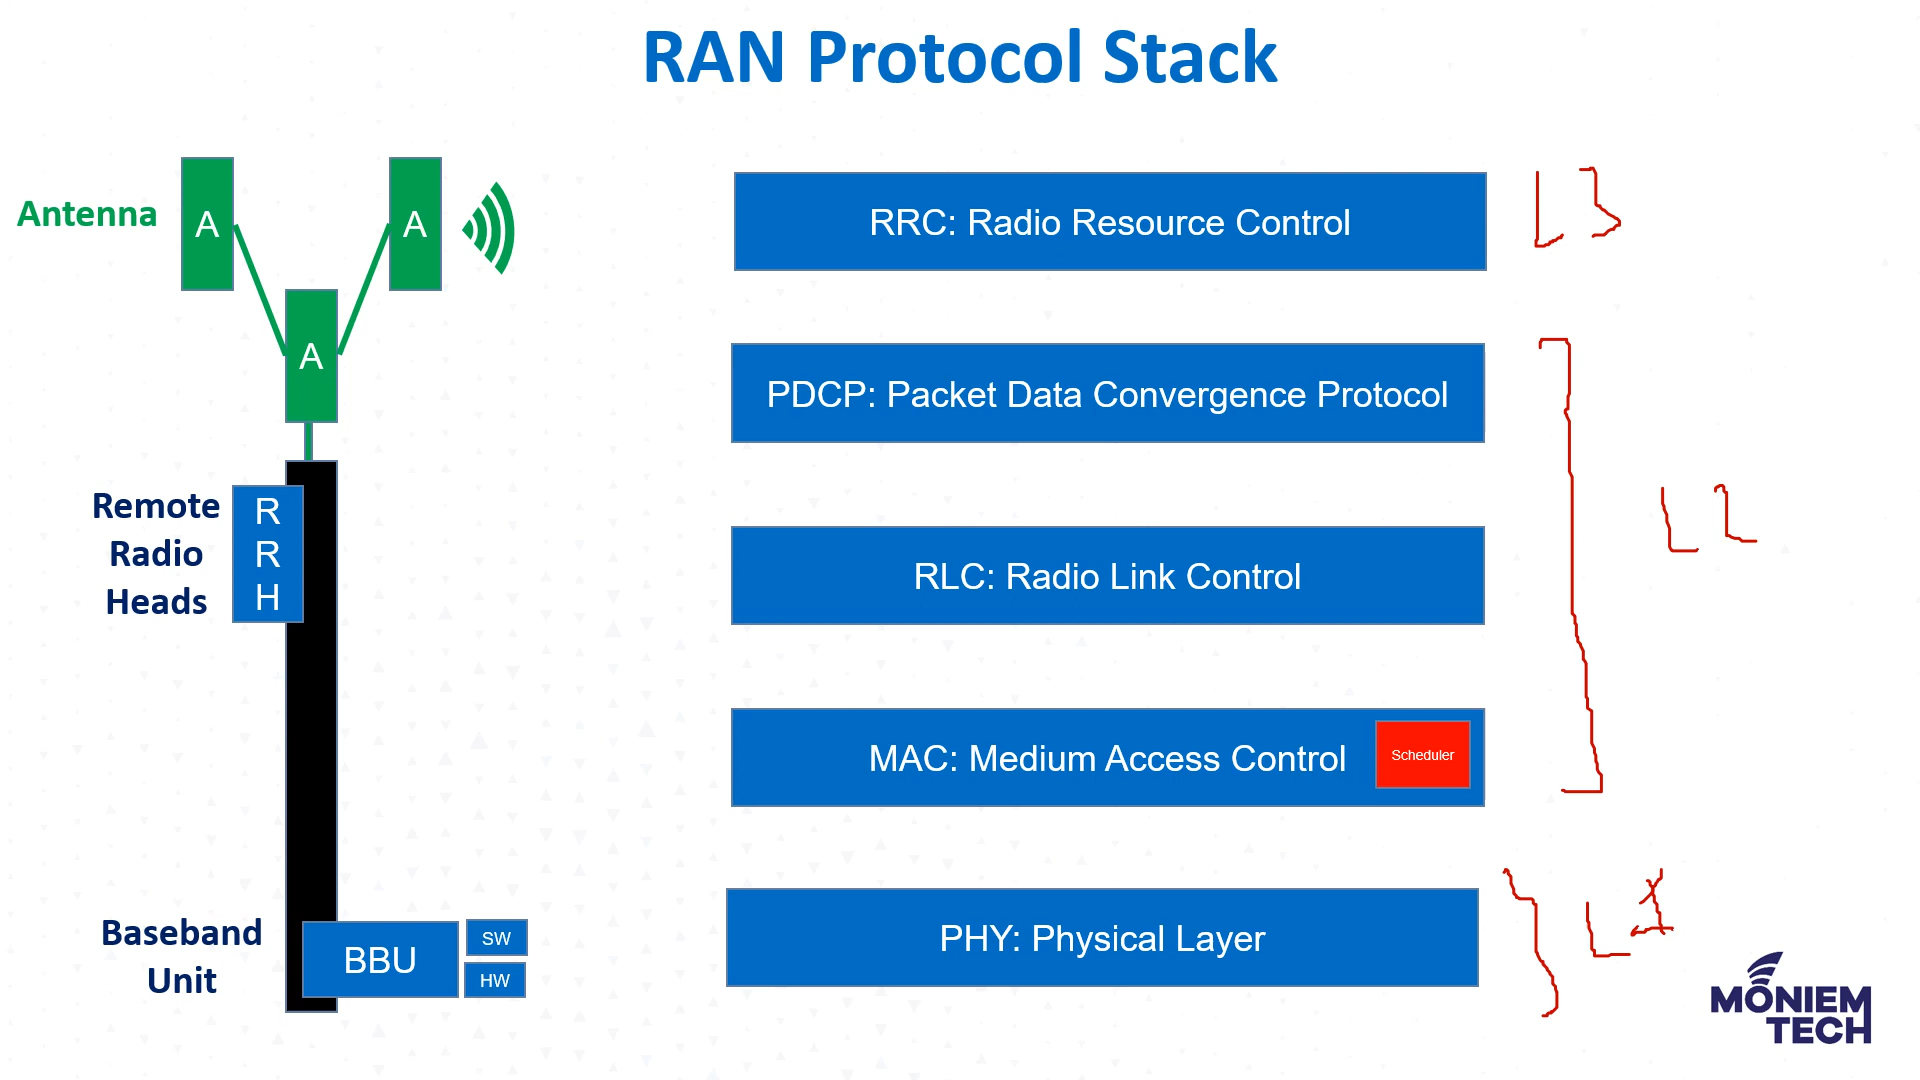 RAN Protocol Stack
Antenna
A
A
A
Remote
Radio
Heads
R
R
H
Baseband
Unit
BBU
SW
HW
RRC: Radio Resource Control
L3
PDCP: Packet Data Convergence Protocol
RLC: Radio Link Control
L2
MAC: Medium Access Control
Scheduler
PHY: Physical Layer
L1
MONIEM
TECH